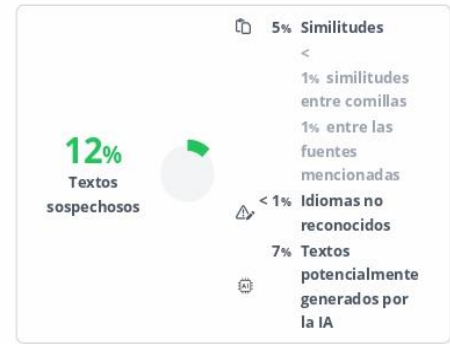 12%
Textos
sospechosos
5% Similitudes
<
1% similitudes
entre comillas
1% entre las
fuentes
mencionadas
< 1% Idiomas no
reconocidos
7% Textos
potencialmente
generados por
la IA
AI